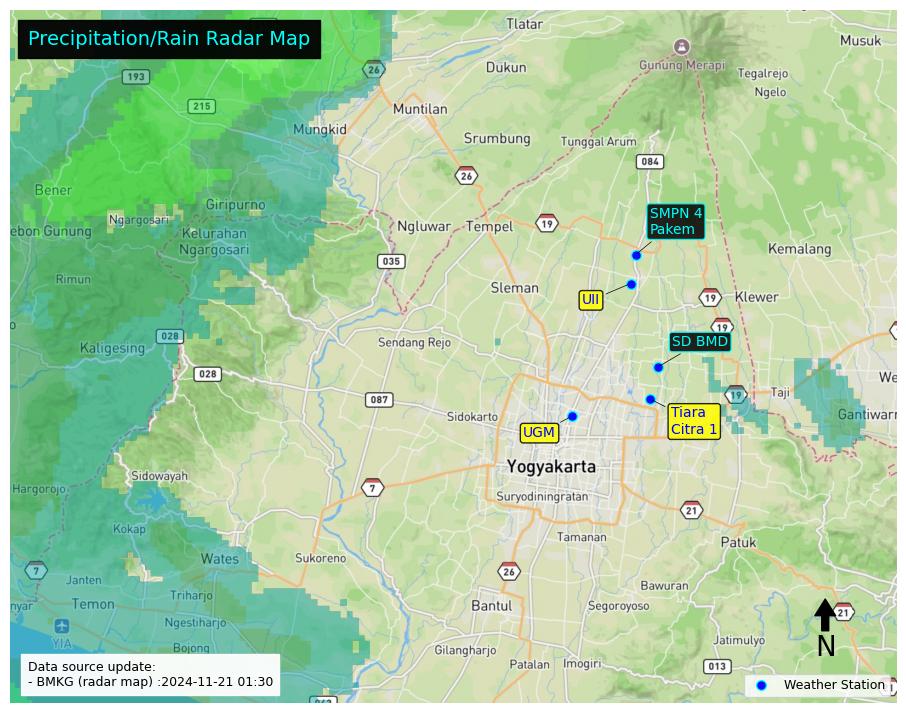 Precipitation/Rain Radar Map
Tlatar
Musuk
Gunung Merapi
Dukun
Tegalrejo
Ngelo
26
193
215
Muntilan
Mungkid
Srumbung
Tunggal Arum
084
26
Bener
Giripurno
Ngargosari
SMPN 4
Pakem
Ngluwar
Tempel
19
ebon Gunung
Kelurahan
Ngargosari
Kemalang
035
Rimun
Sleman
UII
19
Klewer
19
028
Kaligesing
Sendang Rejo
SD BMD
028
We
087
19
Taji
Sidokarto
Tiara
Citra 1
Gantiwarn
UGM
Yogyakarta
Sidowayah
Hargorojo
7
Suryodiningratan
21
Kokap
Tamanan
Patuk
Wates
Sukoreno
7
26
Janten
Bawuran
nyar
Temon
Triharjo
Bantul
Segoroyoso
21
Ngestiharjo
YIA
Bojong
Jatimulyo
N
Gilangharjo
Patalan
Imogiri
013
Data source update:
- BMKG (radar map) :2024-11-21 01:30
Weather Station